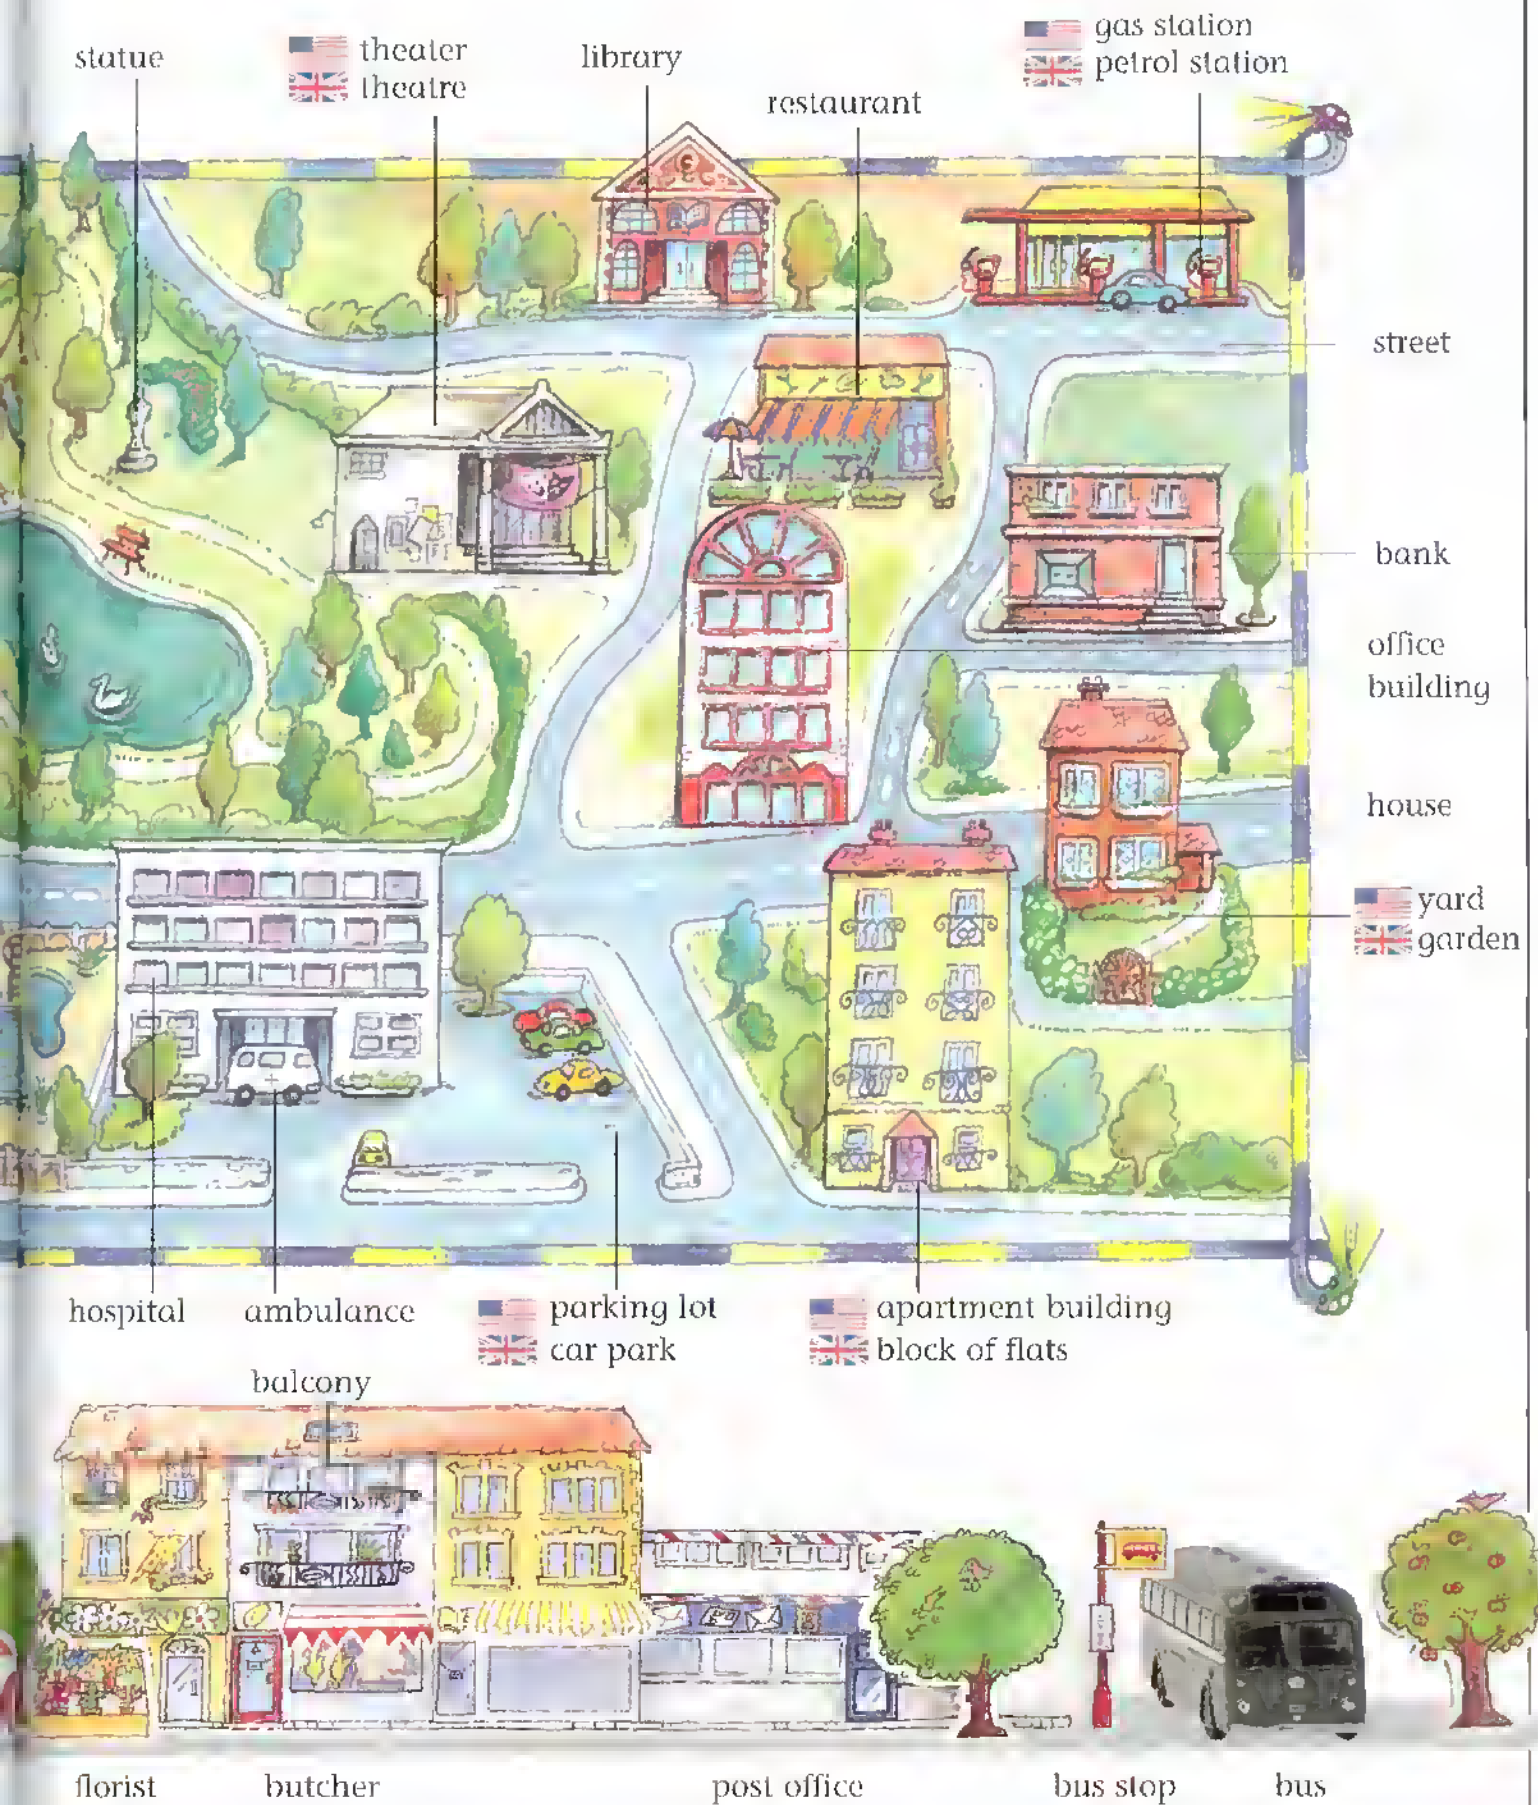 statue
theater
theatre
library
restaurant
gas station
petrol station
street
bank
office
building
house
yard
garden
hospital
ambulance
parking lot
car park
apartment building
block of flats
balcony
florist
butcher
post office
bus stop
bus